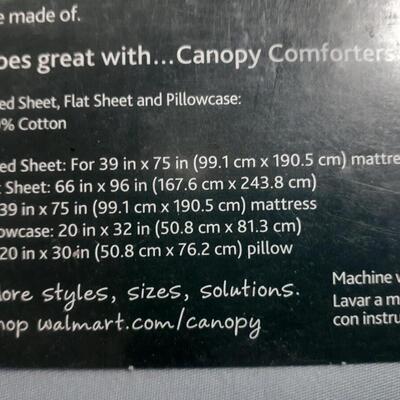 e made of.
oes great with...Canopy Comforters
ed Sheet, Flat Sheet and Pillowcase:
% Cotton
ed Sheet: For 39 in x 75 in (99.1 cm x 190.5 cm) mattre
Sheet: 66 in x 96 in (167.6 cm x 243.8 cm)
39 in x 75 in (99.1 cm x 190.5 cm) mattress
owcase: 20 in x 32 in (50.8 cm x 81.3 cm)
20 in x 30 in (50.8 cm x 76.2 cm) pillow
ore styles, sizes, solutions.
hop walmart.com/canopy
Machine w
Lavar a m
con instru